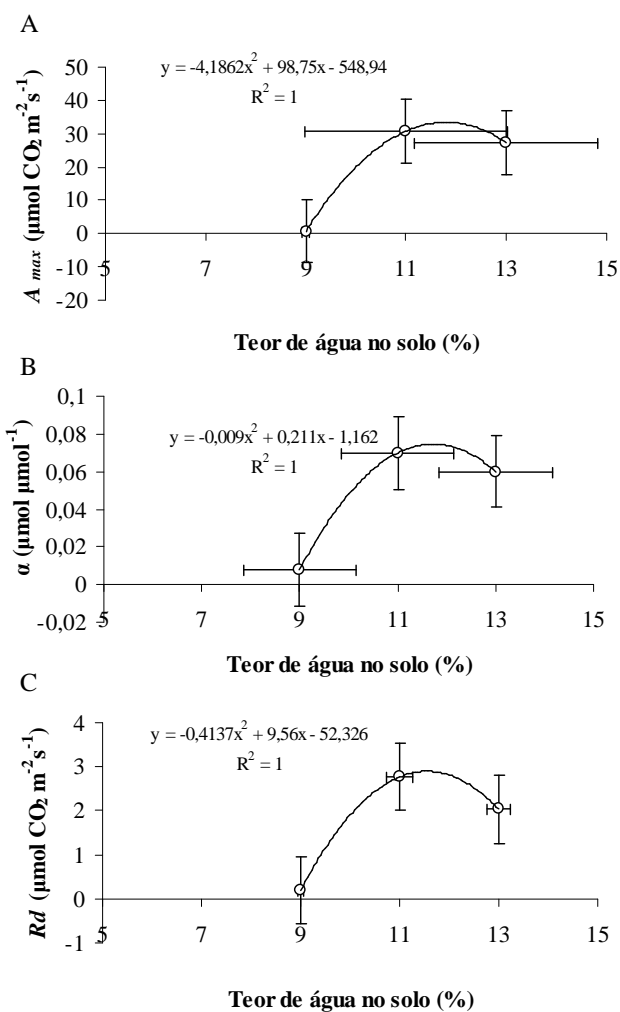 A
y = -4,1862x² + 98,75x - 548,94
R² = 1
50
40
30
20
10
0
-10
-20
5
7
9
11
13
15
A max (μmol CO₂ m⁻² s⁻¹)
Teor de água no solo (%)
B
0,1
0,08
0,06
0,04
0,02
0
-0,02
y = -0,009x² + 0,211x - 1,162
R² = 1
5
7
9
11
13
15
α (μmol μmol⁻¹)
Teor de água no solo (%)
C
4
3
2
1
0
-1
y = -0,4137x² + 9,56x - 52,326
R² = 1
5
7
9
11
13
15
Rd (μmol CO₂ m⁻² s⁻¹)
Teor de água no solo (%)